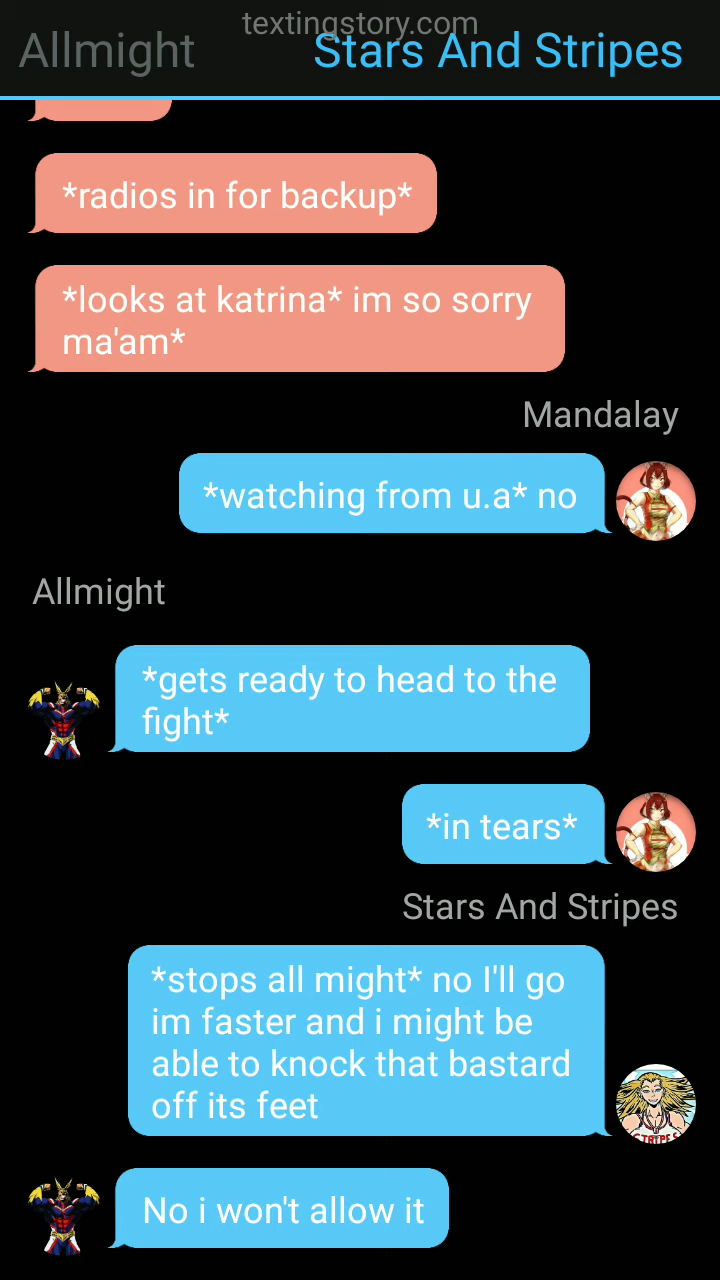 textingstory.com
Allmight
Stars And Stripes
*radios in for backup*
*looks at katrina* im so sorry
ma'am*
Mandalay
*watching from u.a* no
Allmight
*gets ready to head to the
fight*
*in tears*
Stars And Stripes
*stops all might* no I'll go
im faster and i might be
able to knock that bastard
off its feet
STRIPES
No i won't allow it